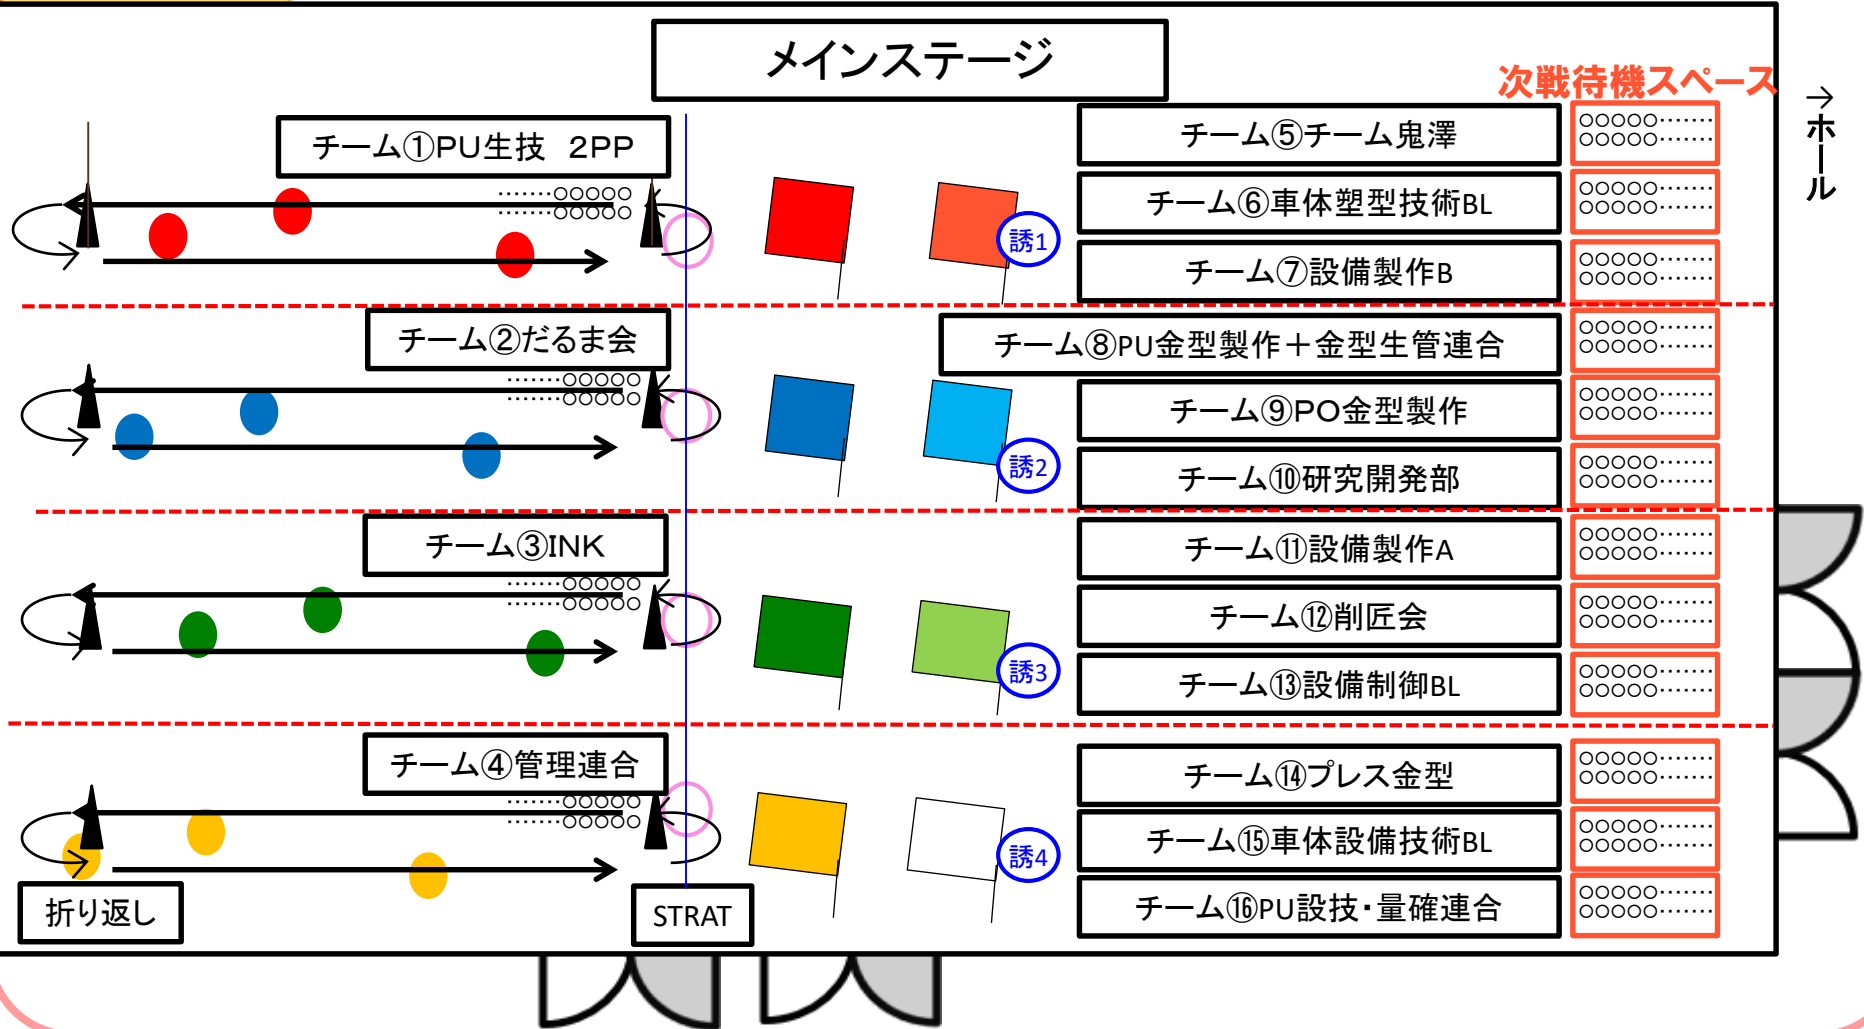 メインステージ
次戦待機スペース
→ホール
チーム①PU生技　2PP
…….○○○○○
…….○○○○○
誘1
チーム⑤チーム鬼澤
○○○○○…….
○○○○○…….
チーム⑥車体塑型技術BL
○○○○○…….
○○○○○…….
チーム⑦設備製作B
○○○○○…….
○○○○○…….
チーム②だるま会
…….○○○○○
…….○○○○○
誘2
チーム⑧PU金型製作＋金型生管連合
○○○○○…….
○○○○○…….
チーム⑨PO金型製作
○○○○○…….
○○○○○…….
チーム⑩研究開発部
○○○○○…….
○○○○○…….
チーム③INK
…….○○○○○
…….○○○○○
誘3
チーム⑪設備製作A
○○○○○…….
○○○○○…….
チーム⑫削匠会
○○○○○…….
○○○○○…….
チーム⑬設備制御BL
○○○○○…….
○○○○○…….
チーム④管理連合
…….○○○○○
…….○○○○○
誘4
チーム⑭プレス金型
○○○○○…….
○○○○○…….
チーム⑮車体設備技術BL
○○○○○…….
○○○○○…….
チーム⑯PU設技・量確連合
○○○○○…….
○○○○○…….
折り返し
STRAT